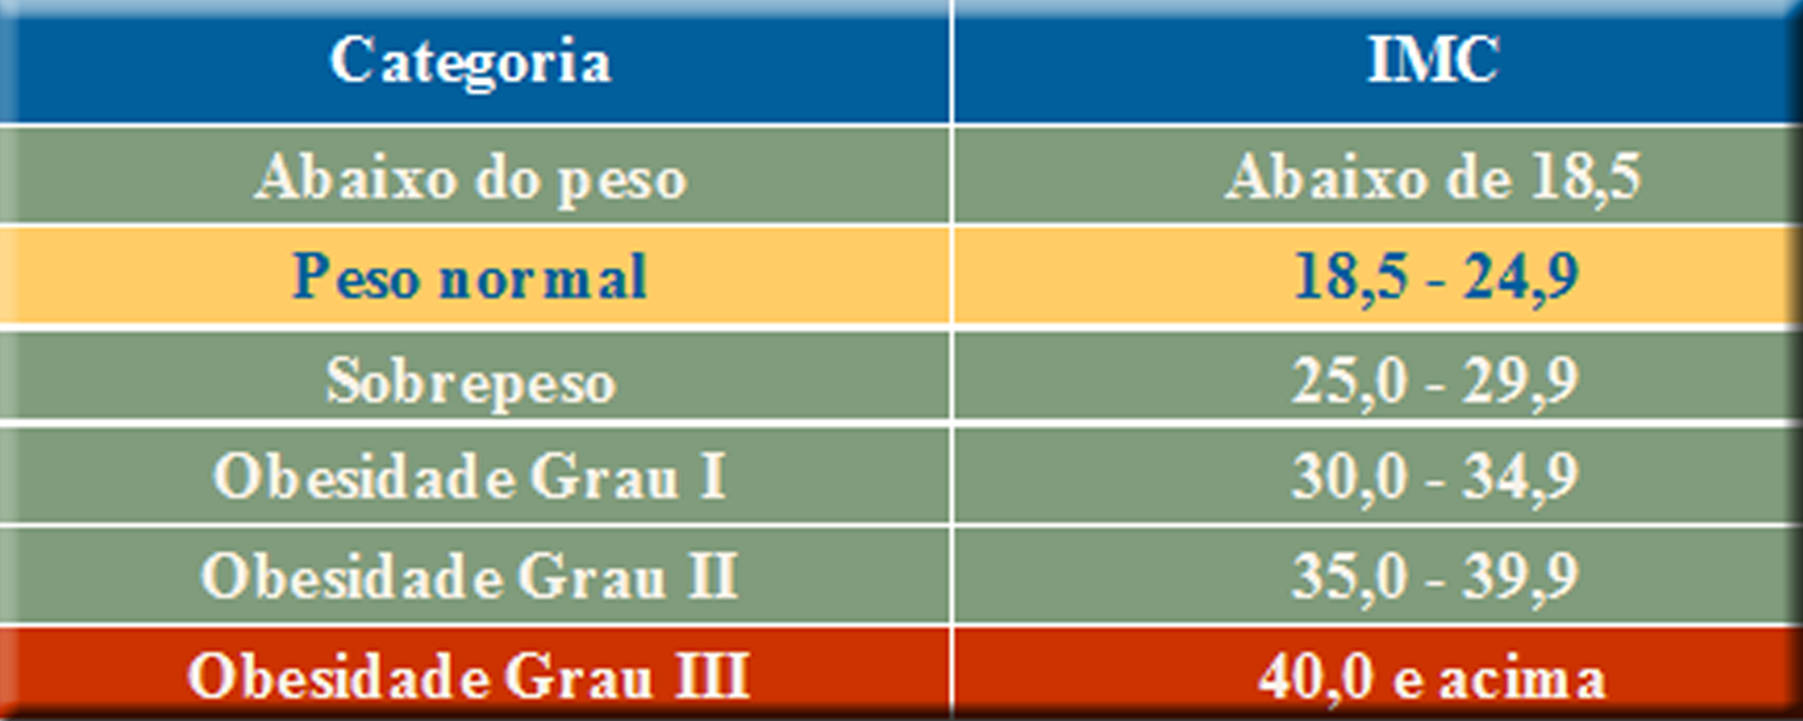 Categoria IMC
Abaixo do peso Abaixo de 18,5
Peso normal 18,5 - 24,9
Sobrepeso 25,0 - 29,9
Obesidade Grau I 30,0 - 34,9
Obesidade Grau II 35,0 - 39,9
Obesidade Grau III 40,0 e acima